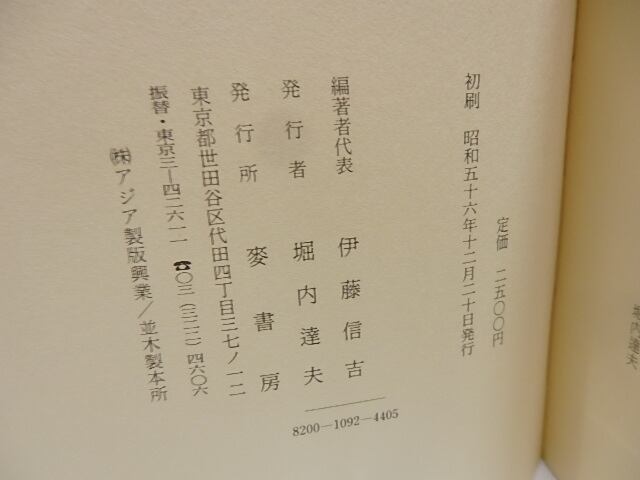 定価　二五〇〇円
初刷　昭和五十六年十二月二十日発行
編著者代表　伊藤信吉
発行者　堀内達夫
発行所　麥書房
東京都世田谷区代田四丁目三七ノ一二
振替・東京三—四二六一一　☎〇三（三二二）四六〇六
㈱アジア製版興業／並木製本所
8200—1092—4405